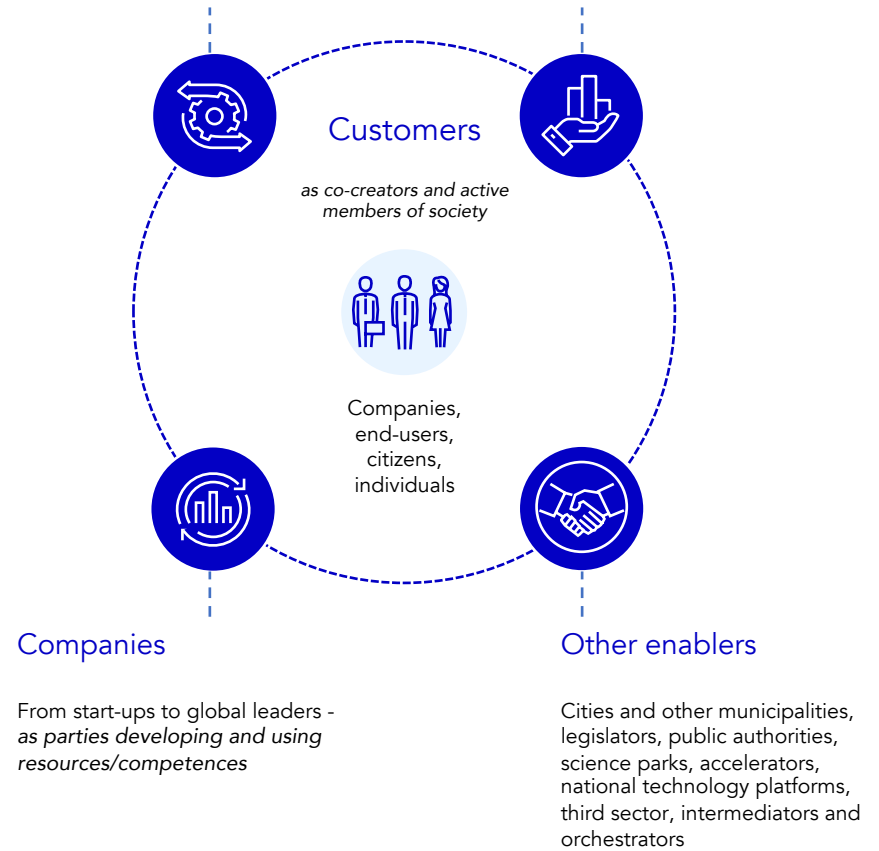 Customers
as co-creators and active
members of society
Companies,
end-users,
citizens,
individuals
Companies
From start-ups to global leaders -
as parties developing and using
resources/competences
Other enablers
Cities and other municipalities,
legislators, public authorities,
science parks, accelerators,
national technology platforms,
third sector, intermediators and
orchestrators